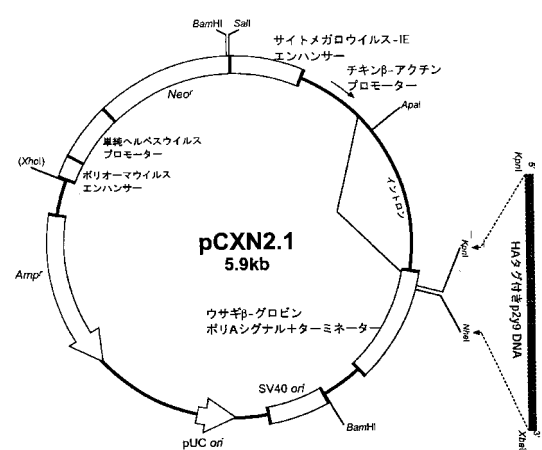 BamHI
SalI
サイトメガロウイルス-IE
エンハンサー
チキンβ-アクチン
プロモーター
ApaI
Neoʳ
単純ヘルペスウイルス
プロモーター
(XhoI)
ポリオーマウイルス
エンハンサー
イントロン
Ampʳ
pCXN2.1
5.9kb
KpnI
NheI
KpnI
5'
HAタグ付きp2y9 DNA
XbaI
3'
ウサギβ-グロビン
ポリAシグナル+ターミネーター
SV40 ori
BamHI
pUC ori